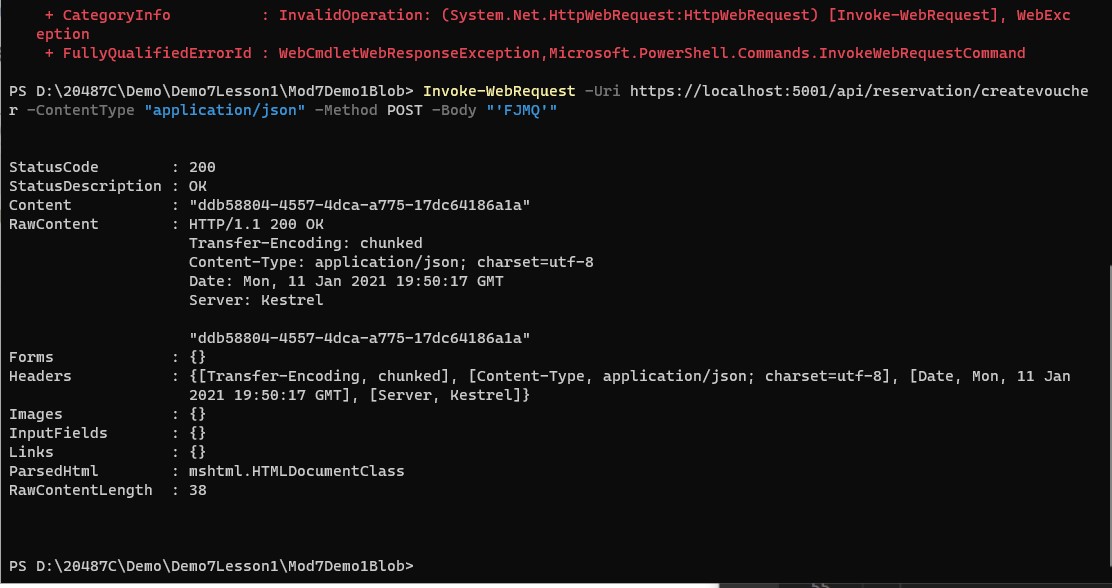 + CategoryInfo          : InvalidOperation: (System.Net.HttpWebRequest:HttpWebRequest) [Invoke-WebRequest], WebExc
eption
+ FullyQualifiedErrorId : WebCmdletWebResponseException,Microsoft.PowerShell.Commands.InvokeWebRequestCommand
PS D:\20487C\Demo\Demo7Lesson1\Mod7Demo1Blob> Invoke-WebRequest -Uri https://localhost:5001/api/reservation/createvouche
r -ContentType "application/json" -Method POST -Body "'FJMQ'"
StatusCode        : 200
StatusDescription : OK
Content           : "ddb58804-4557-4dca-a775-17dc64186a1a"
RawContent        : HTTP/1.1 200 OK
Transfer-Encoding: chunked
Content-Type: application/json; charset=utf-8
Date: Mon, 11 Jan 2021 19:50:17 GMT
Server: Kestrel
"ddb58804-4557-4dca-a775-17dc64186a1a"
Forms             : {}
Headers           : {[Transfer-Encoding, chunked], [Content-Type, application/json; charset=utf-8], [Date, Mon, 11 Jan
2021 19:50:17 GMT], [Server, Kestrel]}
Images            : {}
InputFields       : {}
Links             : {}
ParsedHtml        : mshtml.HTMLDocumentClass
RawContentLength  : 38
PS D:\20487C\Demo\Demo7Lesson1\Mod7Demo1Blob>